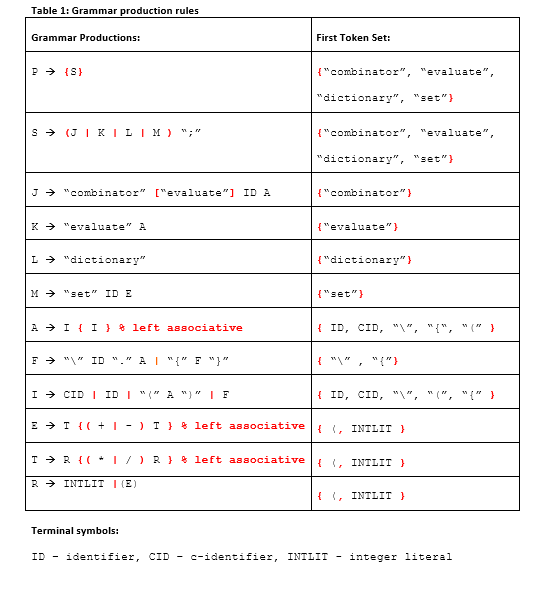 Table 1: Grammar production rules
Grammar Productions: First Token Set:
P → {S} {“combinator”, “evaluate”,
“dictionary”, “set”}
S → (J | K | L | M ) “;” {“combinator”, “evaluate”,
“dictionary”, “set”}
J → “combinator” [“evaluate”] ID A {“combinator”}
K → “evaluate” A {“evaluate”}
L → “dictionary” {“dictionary”}
M → “set” ID E {“set”}
A → I { I } % left associative { ID, CID, “\”, “{“, “(” }
F → “\” ID “.” A | “{” F “}” { “\” , “{”}
I → CID | ID | “(” A “)” | F { ID, CID, “\”, “(”, “{” }
E → T {( + | - ) T } % left associative { (, INTLIT }
T → R {( * | / ) R } % left associative { (, INTLIT }
R → INTLIT |(E) { (, INTLIT }
Terminal symbols:
ID – identifier, CID – c-identifier, INTLIT – integer literal